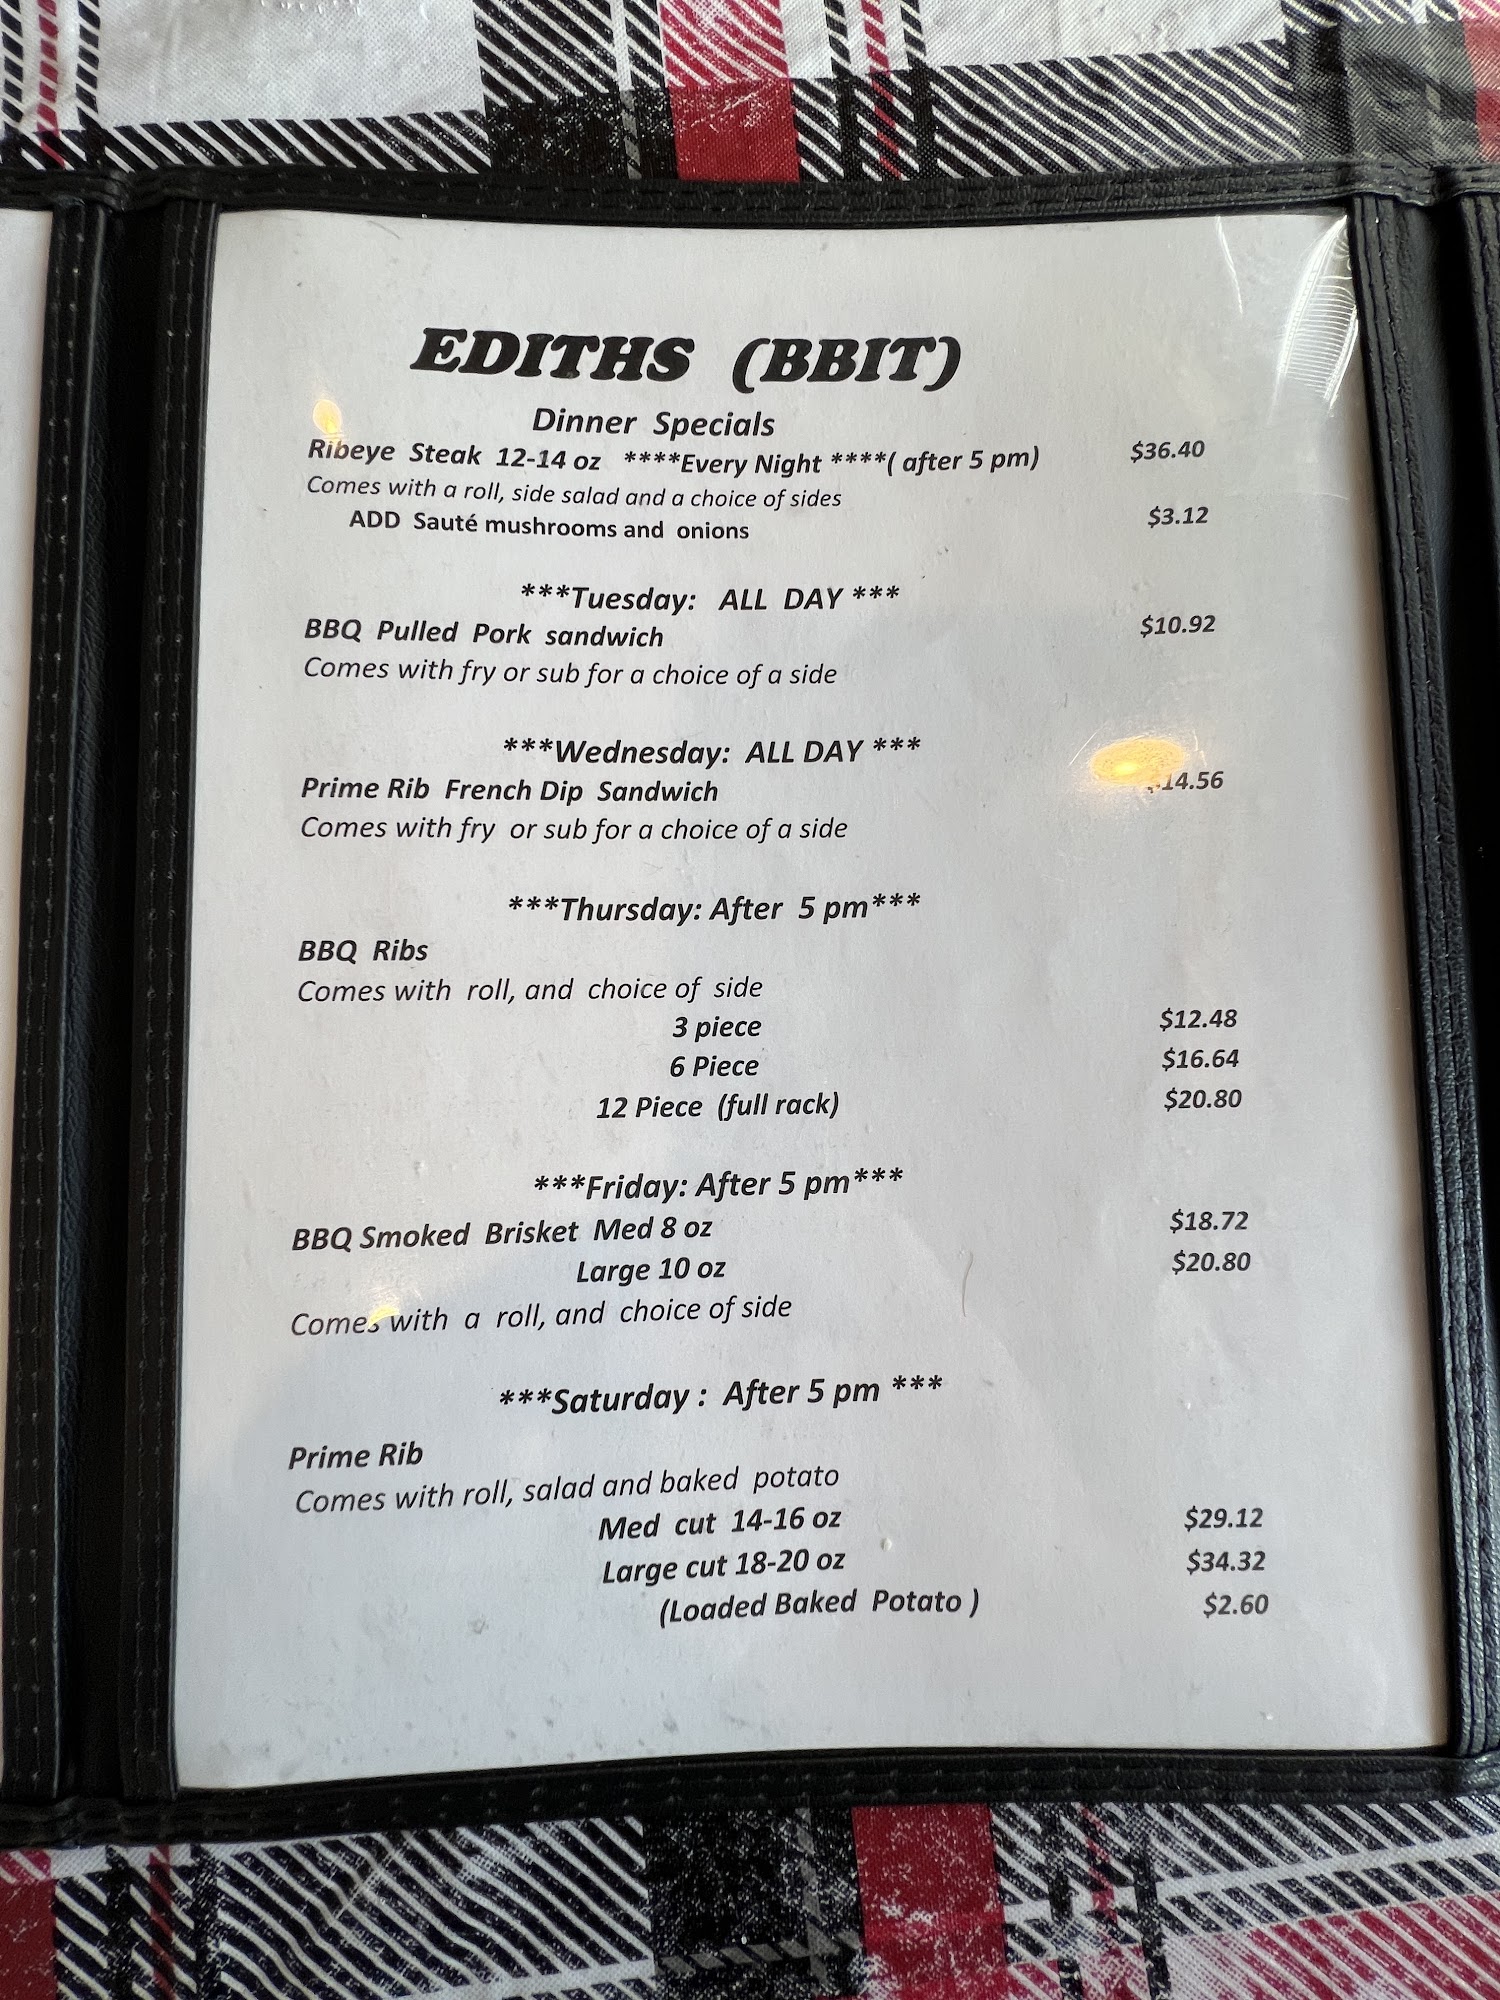 EDITHS (BBIT)
Dinner Specials
Ribeye Steak 12-14 oz ****Every Night ****( after 5 pm) $36.40
Comes with a roll, side salad and a choice of sides
ADD Sauté mushrooms and onions $3.12
***Tuesday: ALL DAY ***
BBQ Pulled Pork sandwich $10.92
Comes with fry or sub for a choice of a side
***Wednesday: ALL DAY ***
Prime Rib French Dip Sandwich $14.56
Comes with fry or sub for a choice of a side
***Thursday: After 5 pm***
BBQ Ribs
Comes with roll, and choice of side
3 piece $12.48
6 Piece $16.64
12 Piece (full rack) $20.80
***Friday: After 5 pm***
BBQ Smoked Brisket Med 8 oz $18.72
Large 10 oz $20.80
Comes with a roll, and choice of side
***Saturday : After 5 pm ***
Prime Rib
Comes with roll, salad and baked potato
Med cut 14-16 oz $29.12
Large cut 18-20 oz $34.32
(Loaded Baked Potato ) $2.60